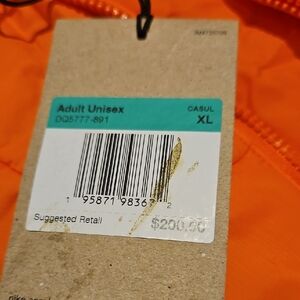 Adult Unisex
CASUL
DQ5777-891
XL
1 95871 98367 2
Suggested Retail
$200.00